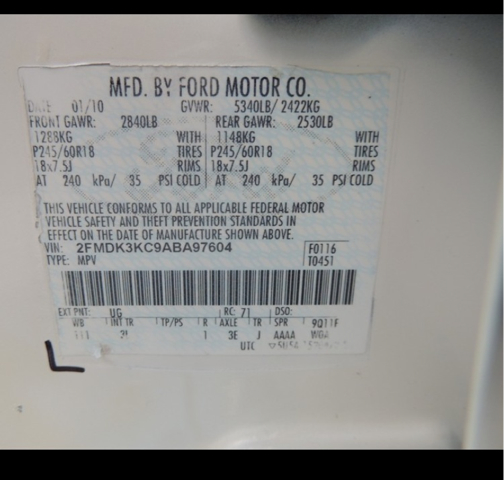 MFD. BY FORD MOTOR CO.
DATE: 01/10 GVWR: 5340LB/ 2422KG
FRONT GAWR: 2840LB REAR GAWR: 2530LB
1288KG WITH 1148KG WITH
P245/60R18 TIRES P245/60R18 TIRES
18x7.5J RIMS 18x7.5J RIMS
AT 240 kPa/ 35 PSI COLD AT 240 kPa/ 35 PSI COLD
THIS VEHICLE CONFORMS TO ALL APPLICABLE FEDERAL MOTOR
VEHICLE SAFETY AND THEFT PREVENTION STANDARDS IN
EFFECT ON THE DATE OF MANUFACTURE SHOWN ABOVE.
VIN: 2FMDK3KC9ABA97604 F0116
TYPE: MPV T0451
EXT PNT: UG RC: 71 DSO:
WB INT TR TP/PS R AXLE TR SPR 9Q11F
111 1 3E J AAAA WGA
UTC